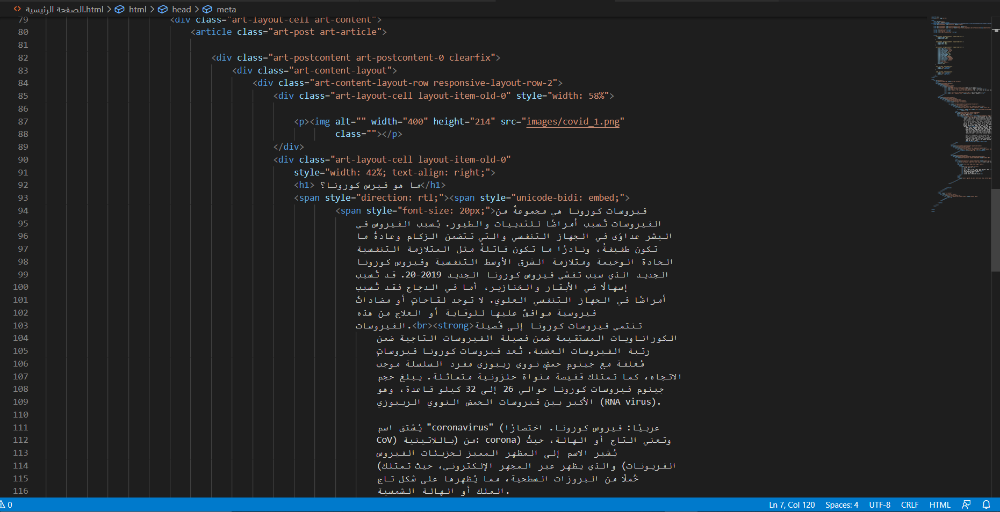 الصفحة الرئيسية.html > html > head > meta
79 <div class="art-layout-cell art-content">
80 <article class="art-post art-article">
81
82 <div class="art-postcontent art-postcontent-0 clearfix">
83 <div class="art-content-layout">
84 <div class="art-content-layout-row responsive-layout-row-2">
85 <div class="art-layout-cell layout-item-old-0" style="width: 58%">
86
87 <p><img alt="" width="400" height="214" src="images/covid_1.png"
88 class=""></p>
89 </div>
90 <div class="art-layout-cell layout-item-old-0"
91 style="width: 42%; text-align: right;">
92 <h1> ما هو فيرس كورونا؟</h1>
93 <span style="direction: rtl;"><span style="unicode-bidi: embed;">
94 <span style="font-size: 20px;">فيروسات كورونا هي مجموعةٌ من
95 الفيروسات تُسبب أمراضًا للثدييات والطيور. يُسبب الفيروس في
96 البشر عداوَى في الجهاز التنفسي والتي تتضمن الزكام وعادةً ما
97 تكون طفيفةً، ونادرًا ما تكون قاتلةً مثل المتلازمة التنفسية
98 الحادة الوخيمة ومتلازمة الشرق الأوسط التنفسية وفيروس كورونا
99 الجديد الذي سبب تفشي فيروس كورونا الجديد 2019-20. قد تُسبب
100 إسهالًا في الأبقار والخنازير، أما في الدجاج فقد تُسبب
101 أمراضًا في الجهاز التنفسي العلوي. لا توجد لقاحاتٍ أو مضاداتٌ
102 فيروسية موافقٌ عليها للوقاية أو العلاج من هذه
103 الفيروسات.<br><strong>تنتمي فيروسات كورونا إلى فُصيلة
104 الكوراناويات المستقيمة ضمن فصيلة الفيروسات التاجية ضمن
105 رتبة الفيروسات العشية. تُعد فيروسات كورونا فيروساتٍ
106 مُغلفة مع جينومِ حمضٍ نووي ريبوزي مفرد السلسلة موجب
107 الاتجاه، كما تمتلك قفيصة منواة حلزونية متماثلة. يبلغ حجم
108 جينوم فيروسات كورونا حوالي 26 إلى 32 كيلو قاعدة، وهو
109 الأكبر بين فيروسات الحمض النووي الريبوزي (RNA virus).
110
111 يُشتق اسم "coronavirus" (عربيًا: فيروس كورونا. اختصارًا
112 CoV) من (باللاتينية: corona) وتعني التاج أو الهالة، حيثُ
113 يُشير الاسم إلى المظهر المميز لجزيئات الفيروس
114 (الفريونات) والذي يظهر عبر المجهر الإلكتروني، حيث تمتلك
115 خُملًا من البروزات السطحية، مما يُظهرها على شكل تاج
116 الملك أو الهالة الشمسية.
0 Ln 7, Col 120 Spaces: 4 UTF-8 CRLF HTML